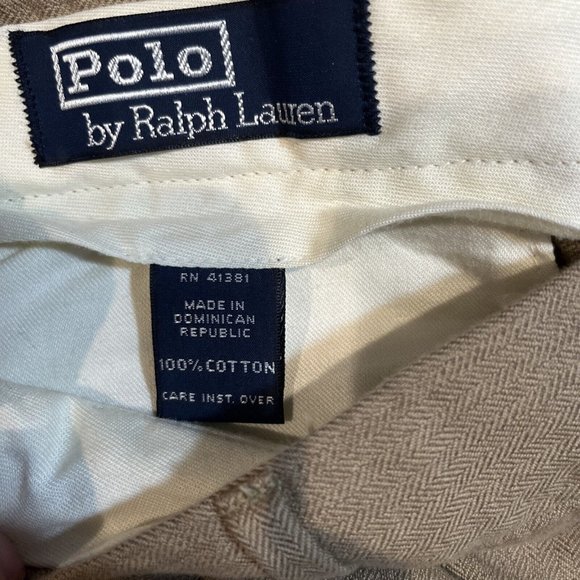 Polo
by Ralph Lauren
RN 41381
MADE IN
DOMINICAN
REPUBLIC
100% COTTON
CARE INST. OVER